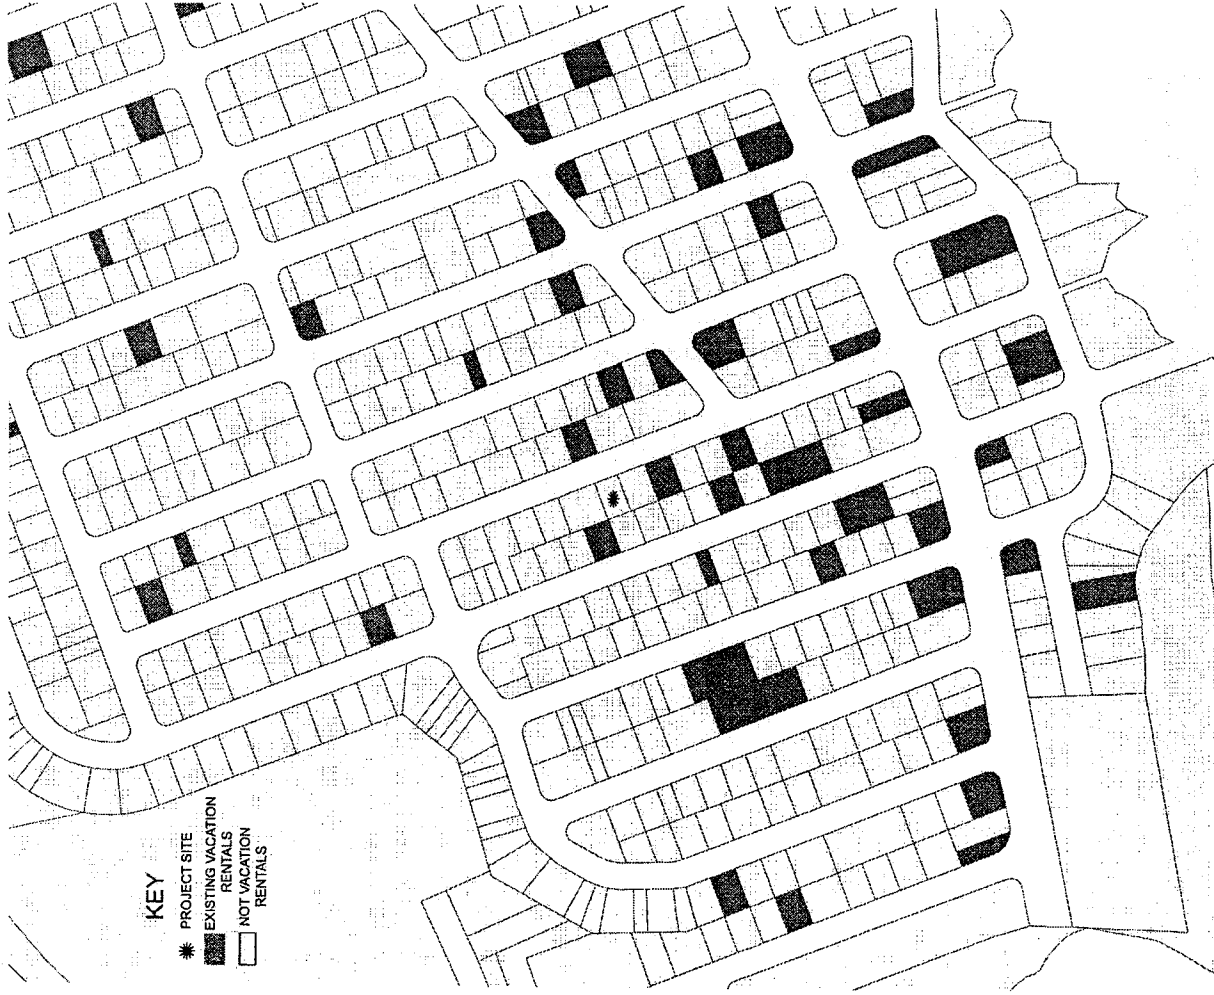 KEY
PROJECT SITE
EXISTING VACATION
RENTALS
NOT VACATION
RENTALS